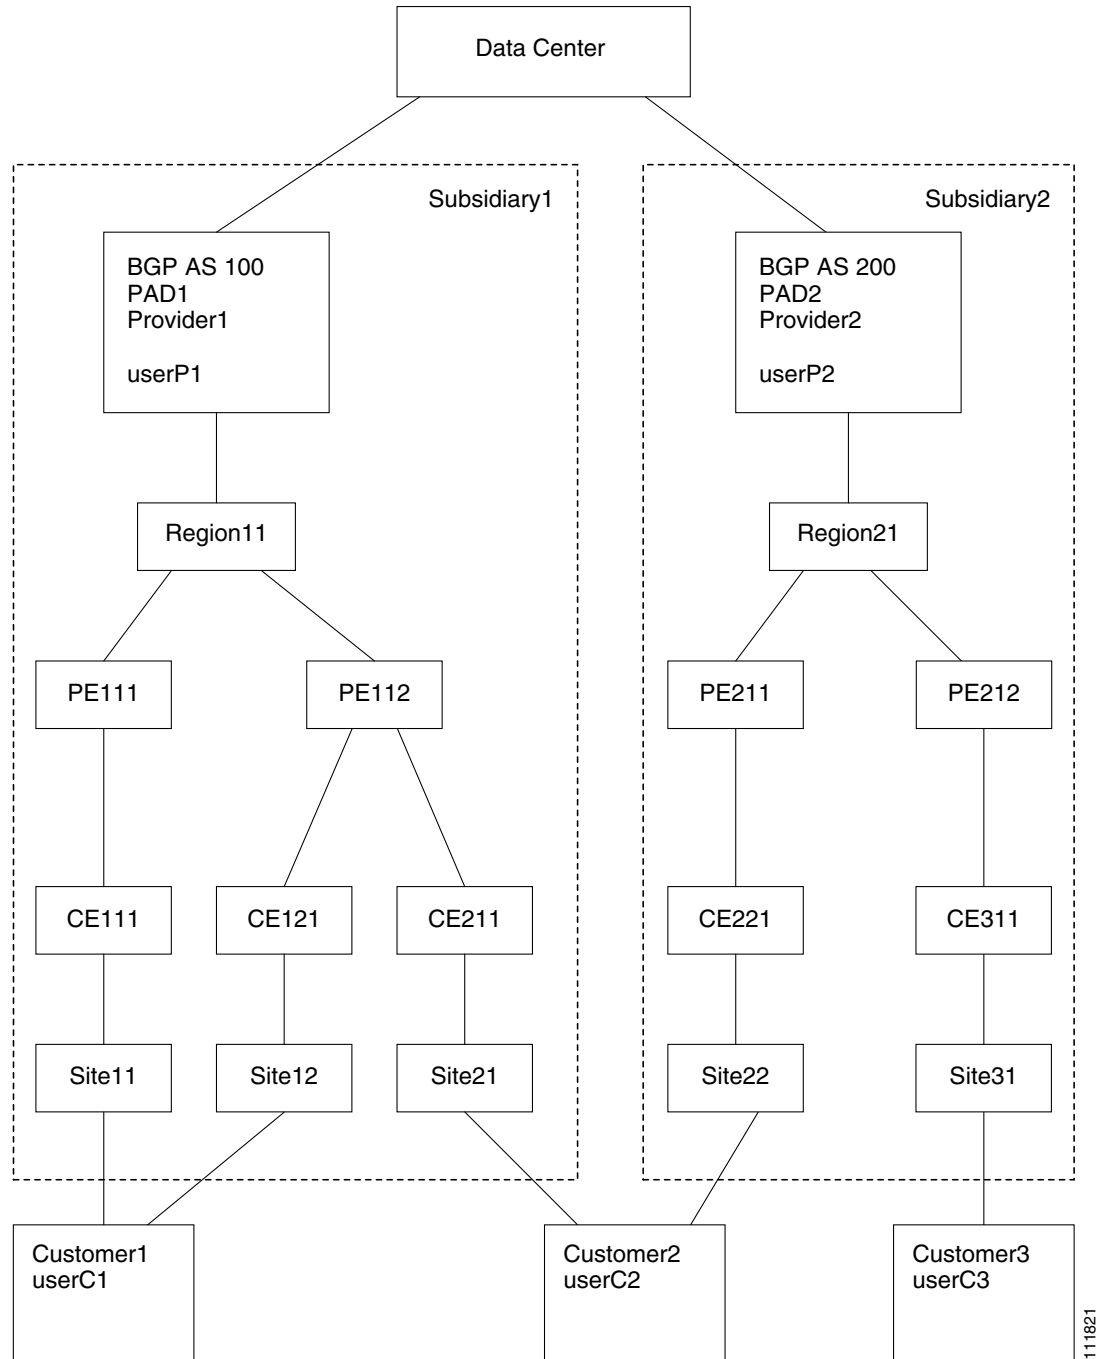 Data Center
Subsidiary1
Subsidiary2
BGP AS 100
PAD1
Provider1
userP1
BGP AS 200
PAD2
Provider2
userP2
Region11
Region21
PE111
PE112
PE211
PE212
CE111
CE121
CE211
CE221
CE311
Site11
Site12
Site21
Site22
Site31
Customer1
userC1
Customer2
userC2
Customer3
userC3
111821